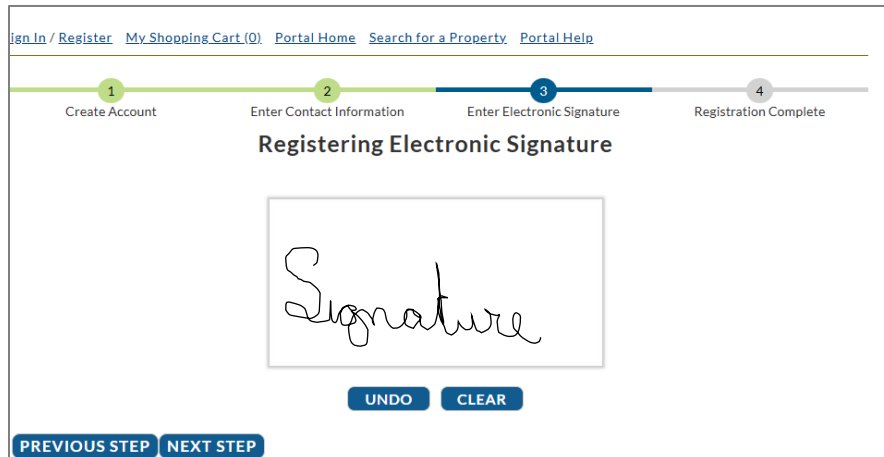 ign In / Register My Shopping Cart (0) Portal Home Search for a Property Portal Help
1 2 3 4
Create Account Enter Contact Information Enter Electronic Signature Registration Complete
Registering Electronic Signature
Signature
UNDO CLEAR
PREVIOUS STEP NEXT STEP